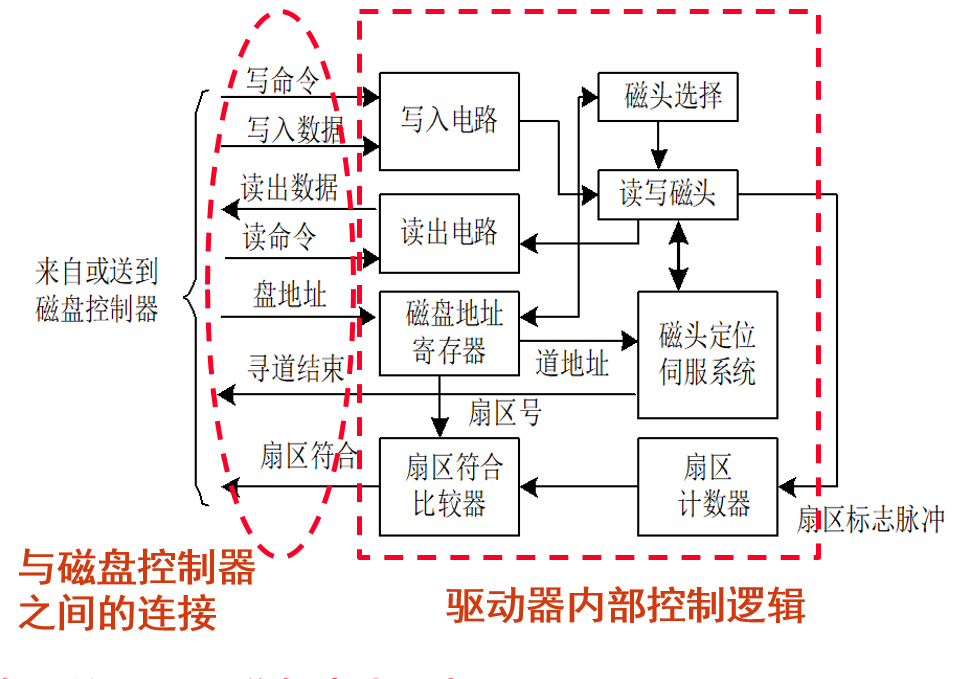 写命令
写入数据
读出数据
读命令
盘地址
寻道结束
扇区符合
来自或送到
磁盘控制器
写入电路
读出电路
磁盘地址
寄存器
扇区符合
比较器
磁头选择
读写磁头
道地址
磁头定位
伺服系统
扇区号
扇区
计数器
扇区标志脉冲
与磁盘控制器
之间的连接
驱动器内部控制逻辑